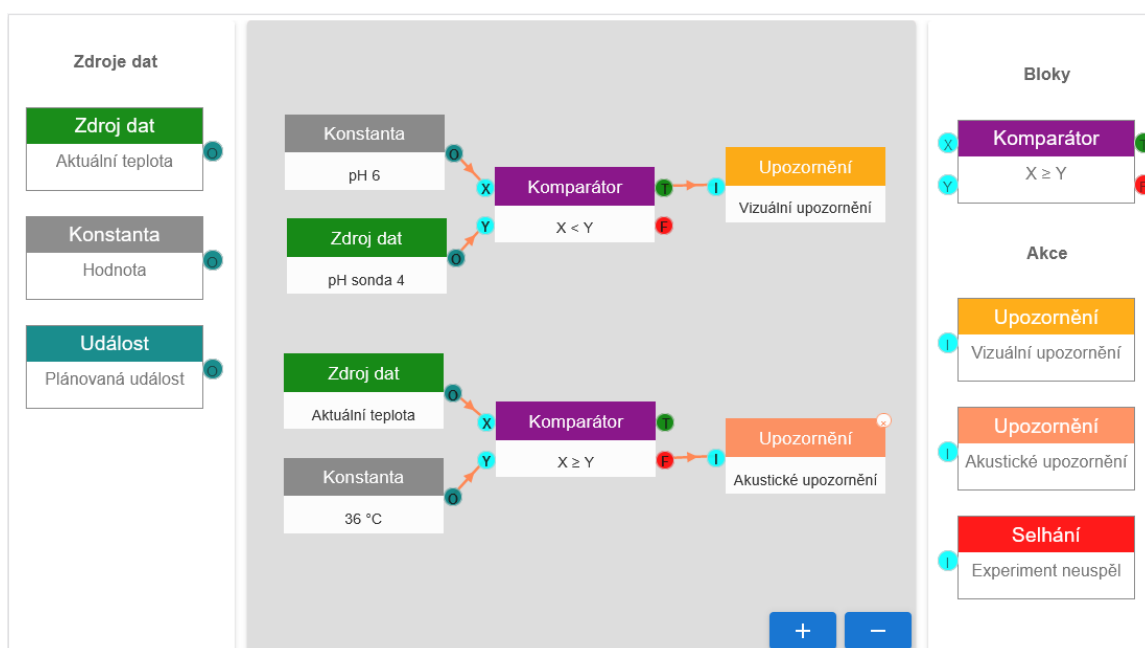 Zdroje dat
Zdroj dat
Aktuální teplota
O
Konstanta
Hodnota
O
Událost
Plánovaná událost
O
Konstanta
pH 6
O
Zdroj dat
pH sonda 4
O
X
Y
Komparátor
X < Y
T
F
I
Upozornění
Vizuální upozornění
Zdroj dat
Aktuální teplota
O
Konstanta
36 °C
O
X
Y
Komparátor
X ≥ Y
T
F
I
Upozornění
Akustické upozornění
x
+
−
Bloky
X
Y
Komparátor
X ≥ Y
T
F
Akce
I
Upozornění
Vizuální upozornění
I
Upozornění
Akustické upozornění
I
Selhání
Experiment neuspěl